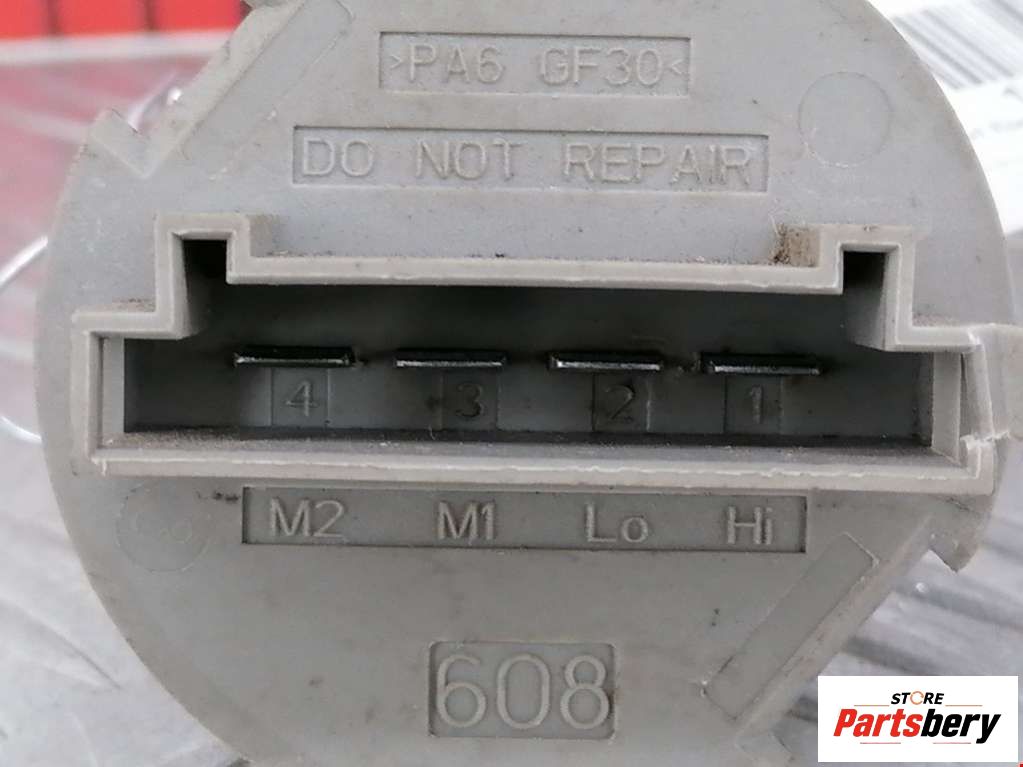 >PA6 GF30<
DO NOT REPAIR
4 3 2 1
M2 M1 Lo Hi
608
STORE
Partsbery